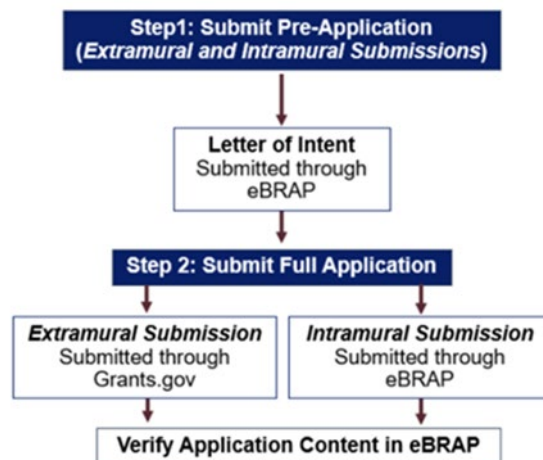 Step1: Submit Pre-Application
(Extramural and Intramural Submissions)
Letter of Intent
Submitted through
eBRAP
Step 2: Submit Full Application
Extramural Submission
Submitted through
Grants.gov
Intramural Submission
Submitted through
eBRAP
Verify Application Content in eBRAP